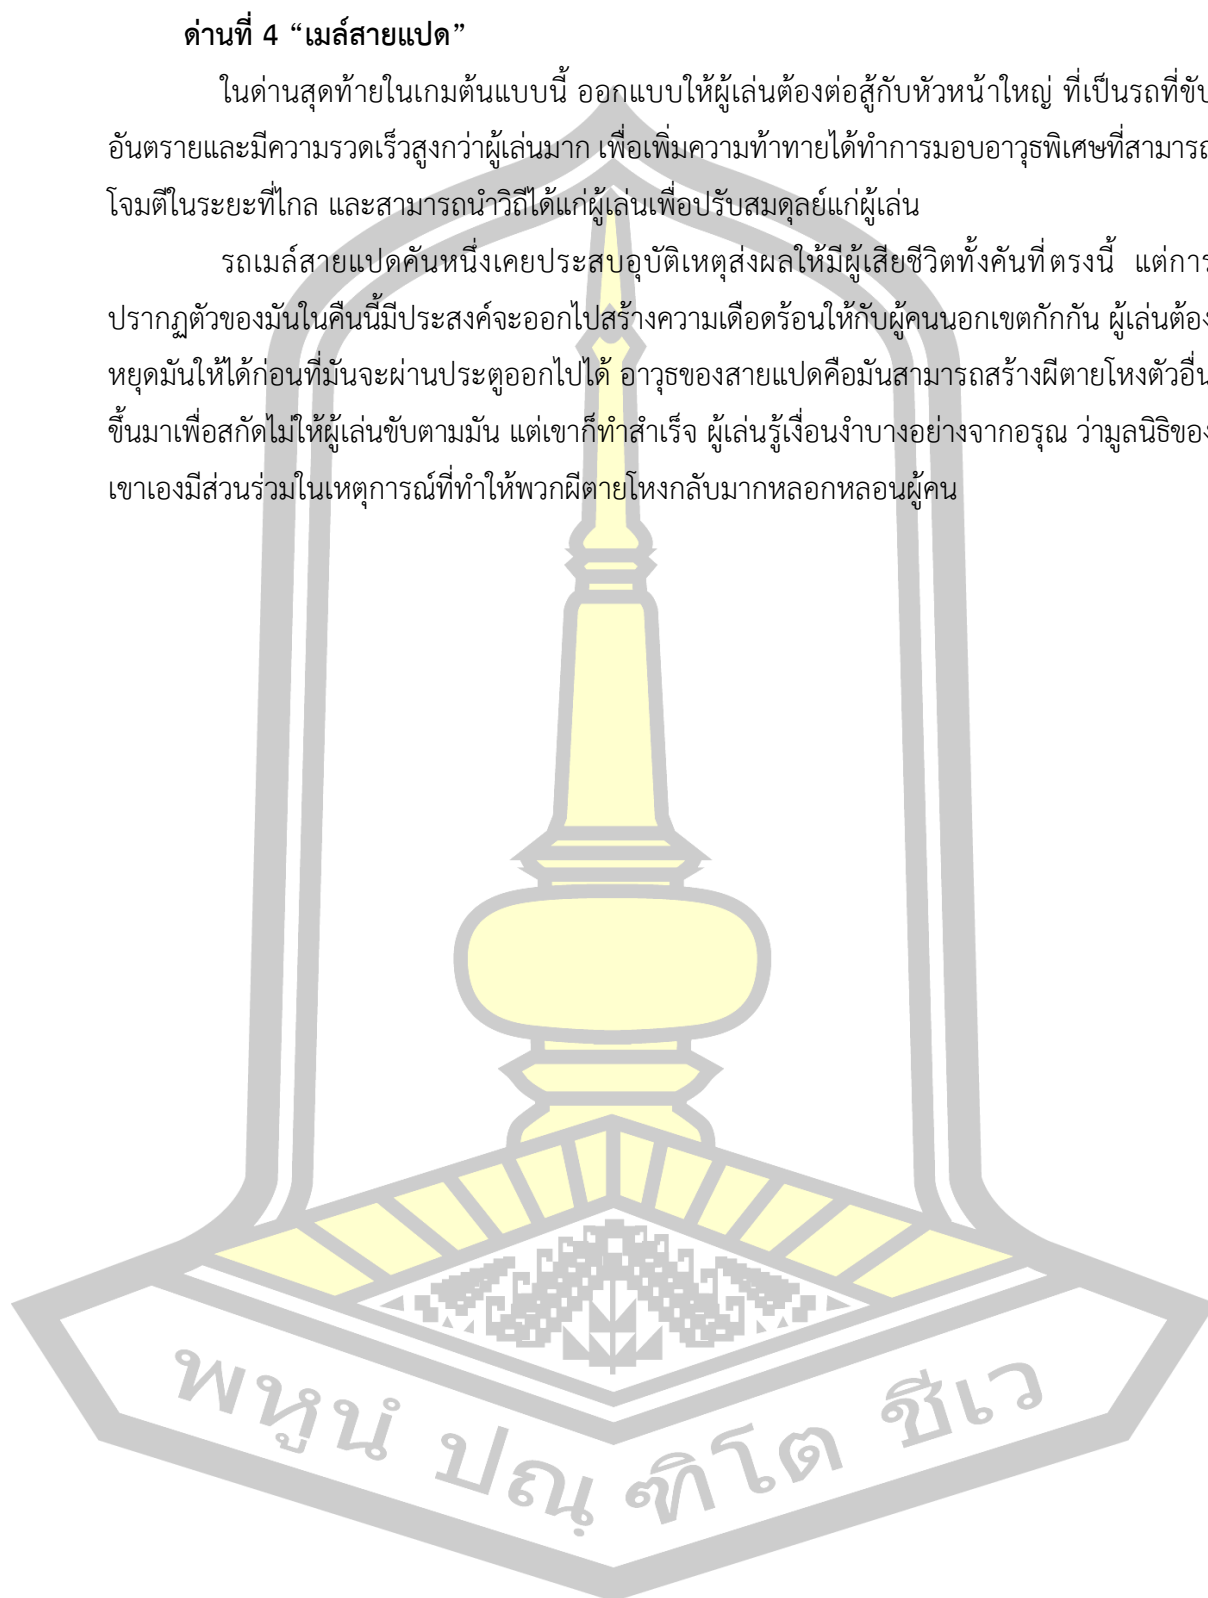 ด่านที่ 4 “เมล์สายแปด”
ในด่านสุดท้ายในเกมต้นแบบนี้ ออกแบบให้ผู้เล่นต้องต่อสู้กับหัวหน้าใหญ่ ที่เป็นรถที่ขับ
อันตรายและมีความรวดเร็วสูงกว่าผู้เล่นมาก เพื่อเพิ่มความท้าทายได้ทำการมอบอาวุธพิเศษที่สามารถ
โจมตีในระยะที่ไกล และสามารถนำวิถีได้แก่ผู้เล่นเพื่อปรับสมดุลย์แก่ผู้เล่น
รถเมล์สายแปดคันหนึ่งเคยประสบอุบัติเหตุส่งผลให้มีผู้เสียชีวิตทั้งคันที่ตรงนี้ แต่การ
ปรากฏตัวของมันในคืนนี้มีประสงค์จะออกไปสร้างความเดือดร้อนให้กับผู้คนนอกเขตกักกัน ผู้เล่นต้อง
หยุดมันให้ได้ก่อนที่มันจะผ่านประตูออกไปได้ อาวุธของสายแปดคือมันสามารถสร้างผีตายโหงตัวอื่น
ขึ้นมาเพื่อสกัดไม่ให้ผู้เล่นขับตามมัน แต่เขาก็ทำสำเร็จ ผู้เล่นรู้เงื่อนงำบางอย่างจากอรุณ ว่ามูลนิธิของ
เขาเองมีส่วนร่วมในเหตุการณ์ที่ทำให้พวกผีตายโหงกลับมากหลอกหลอนผู้คน
พหูนํ ปณฺฑิโต ชีเว